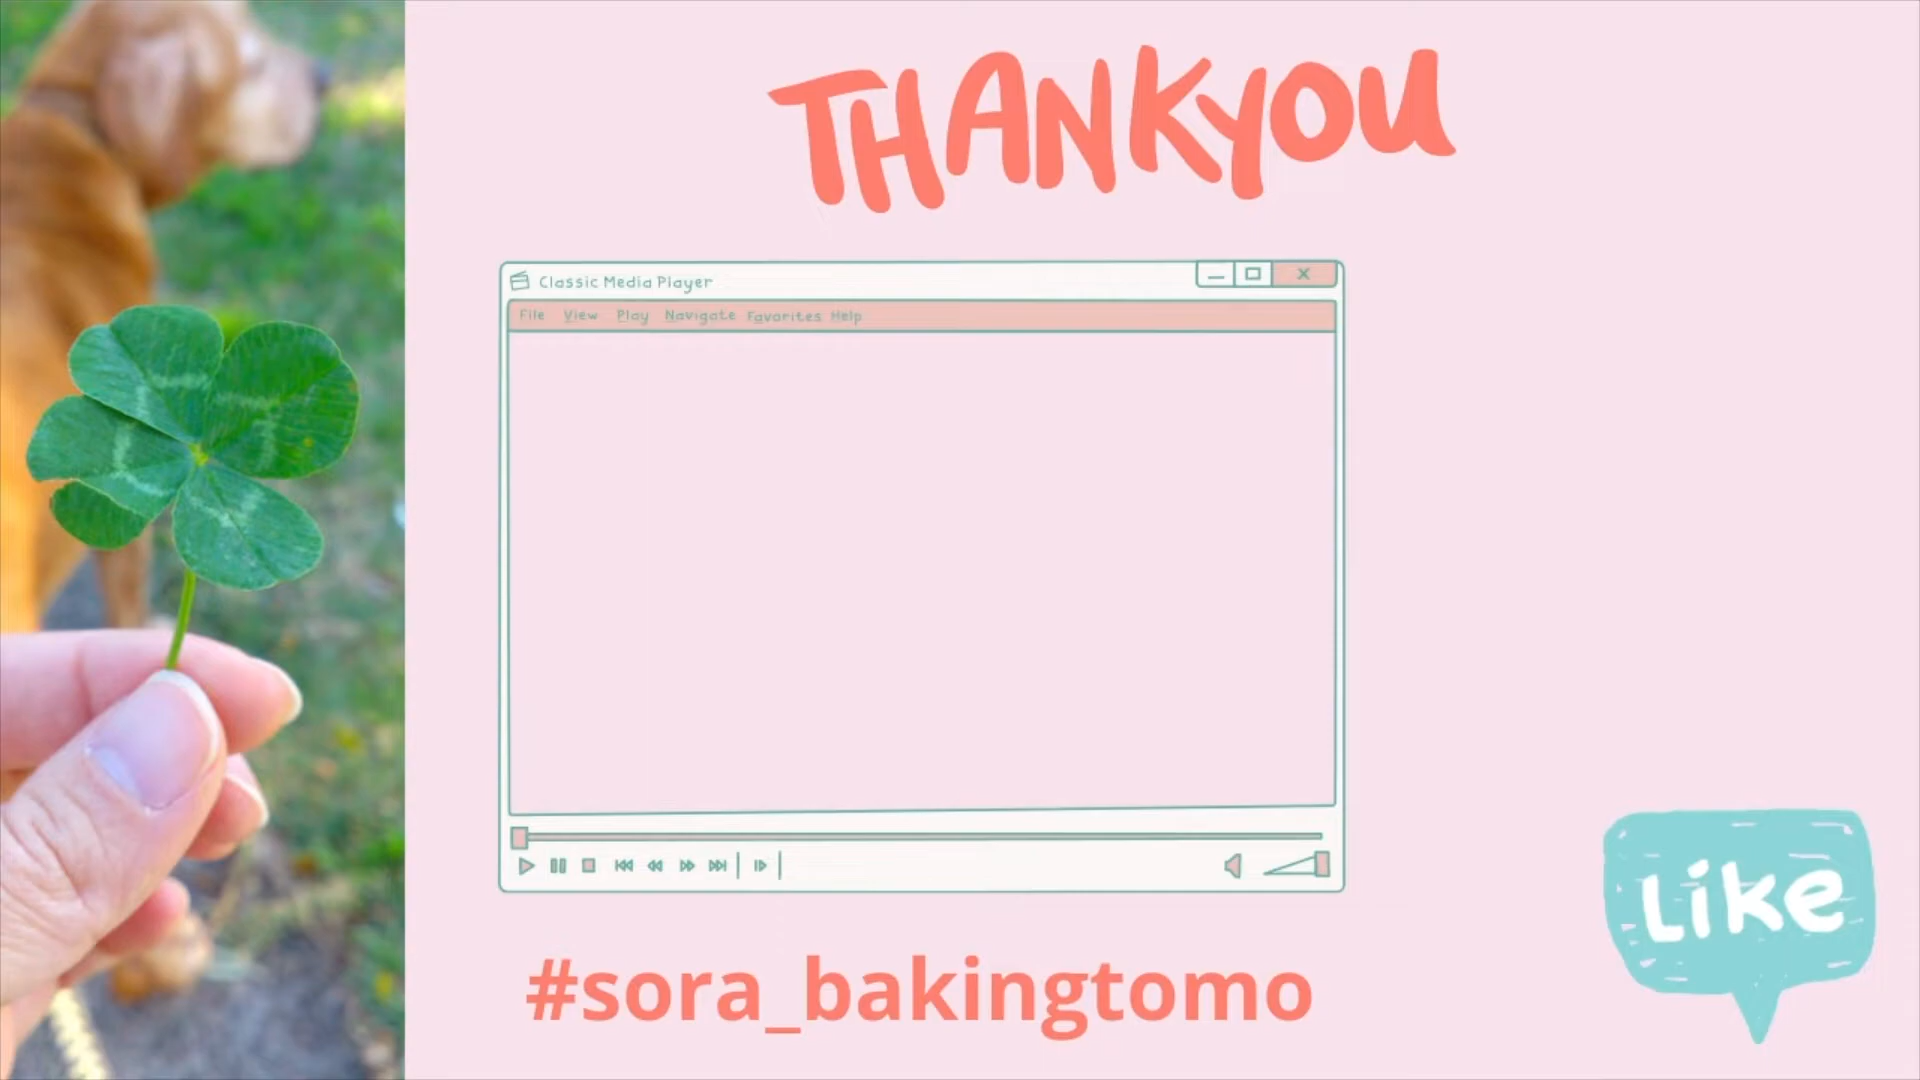 THANKYOU
Classic Media Player
File View Play Navigate Favorites Help
#sora_bakingtomo
Like